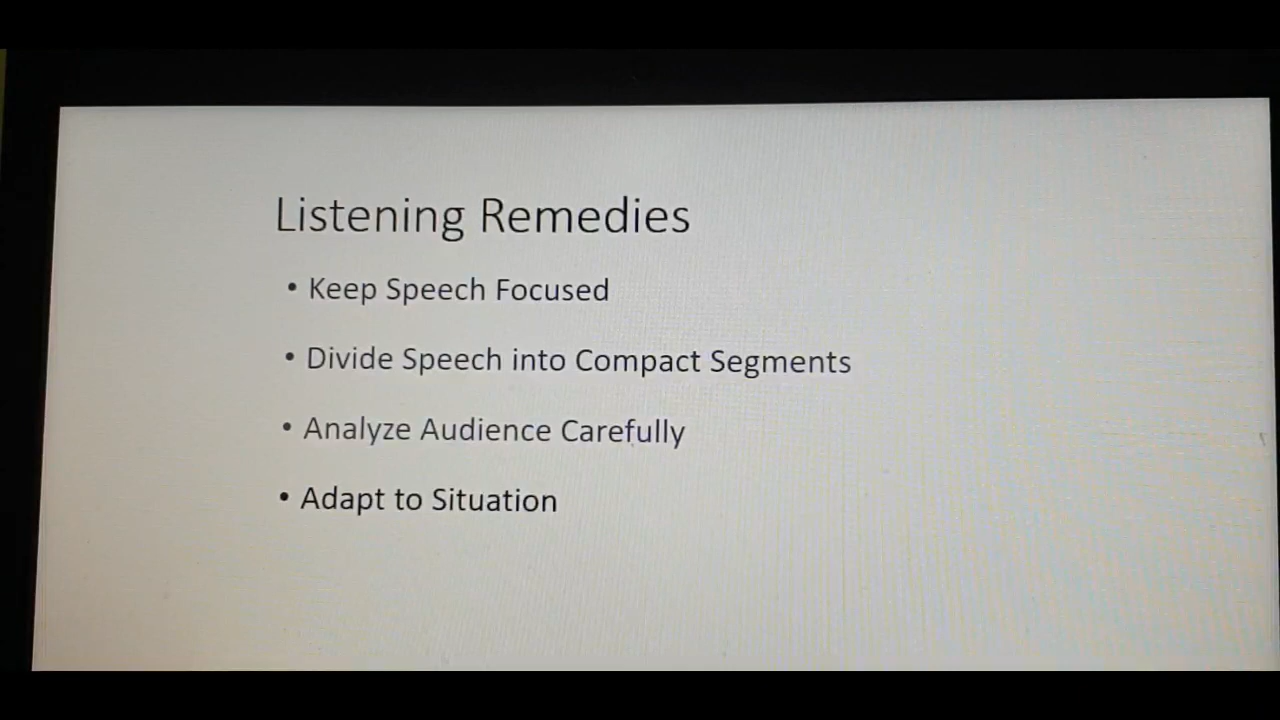 Listening Remedies
• Keep Speech Focused
• Divide Speech into Compact Segments
• Analyze Audience Carefully
• Adapt to Situation